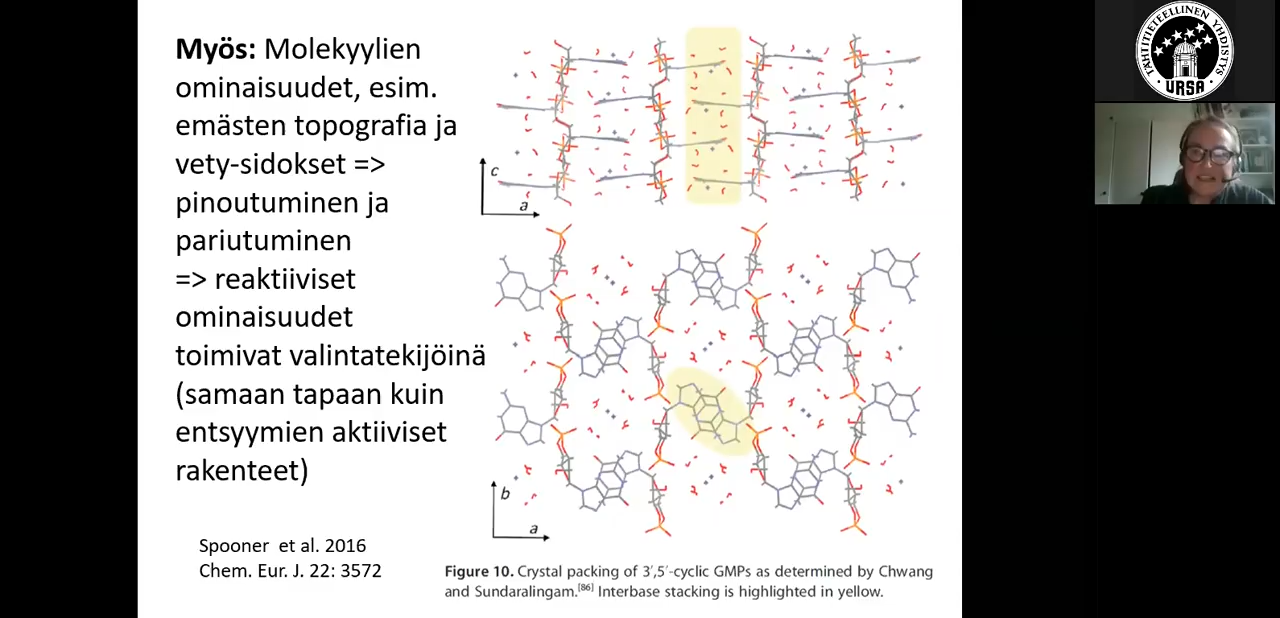 Myös: Molekyylien
ominaisuudet, esim.
emästen topografia ja
vety-sidokset =>
pinoutuminen ja
pariutuminen
=> reaktiiviset
ominaisuudet
toimivat valintatekijöinä
(samaan tapaan kuin
entsyymien aktiiviset
rakenteet)
Spooner et al. 2016
Chem. Eur. J. 22: 3572
c
a
b
a
Figure 10. Crystal packing of 3′,5′-cyclic GMPs as determined by Chwang
and Sundaralingam.[86] Interbase stacking is highlighted in yellow.
TÄHTITIETEELLINEN YHDISTYS
URSA